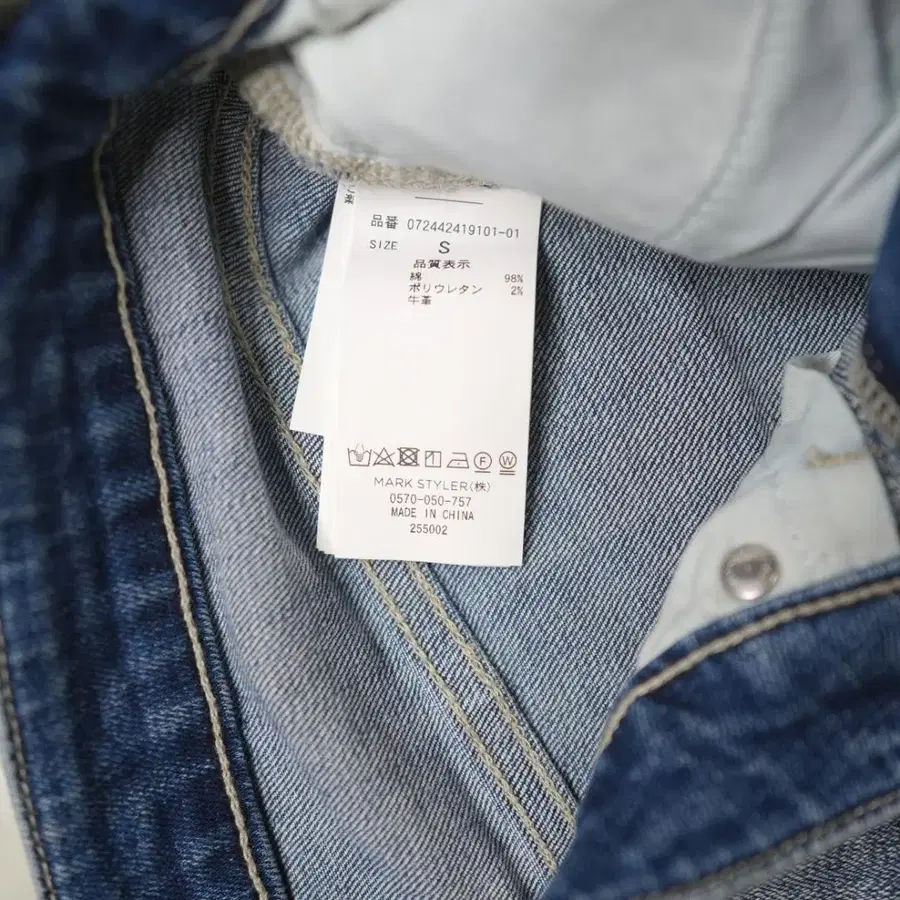 品番 072442419101-01
SIZE S
品質表示
綿 98%
ポリウレタン 2%
牛革
F W
MARK STYLER(株)
0570-050-757
MADE IN CHINA
255002